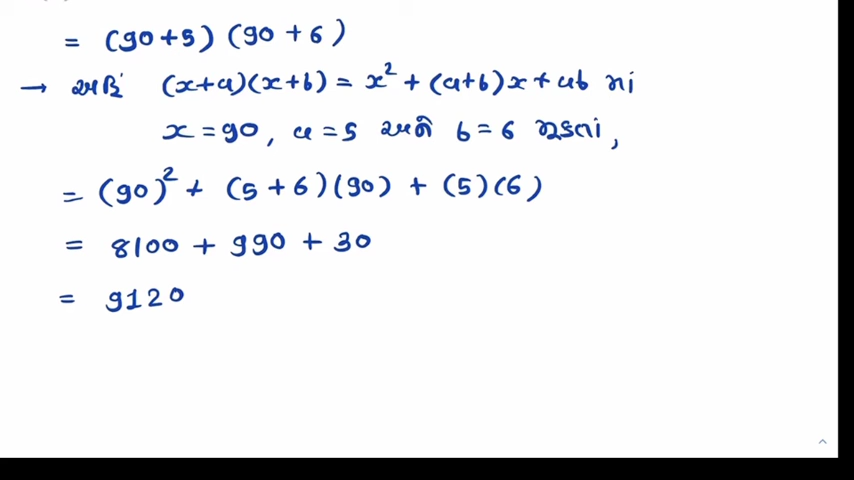 = (90 + 5) (90 + 6)
→ અહીં (x+a)(x+b) = x² + (a+b)x + ab માં
x = 90, a = 5 અને b = 6 મૂકતાં,
= (90)² + (5 + 6)(90) + (5)(6)
= 8100 + 990 + 30
= 9120